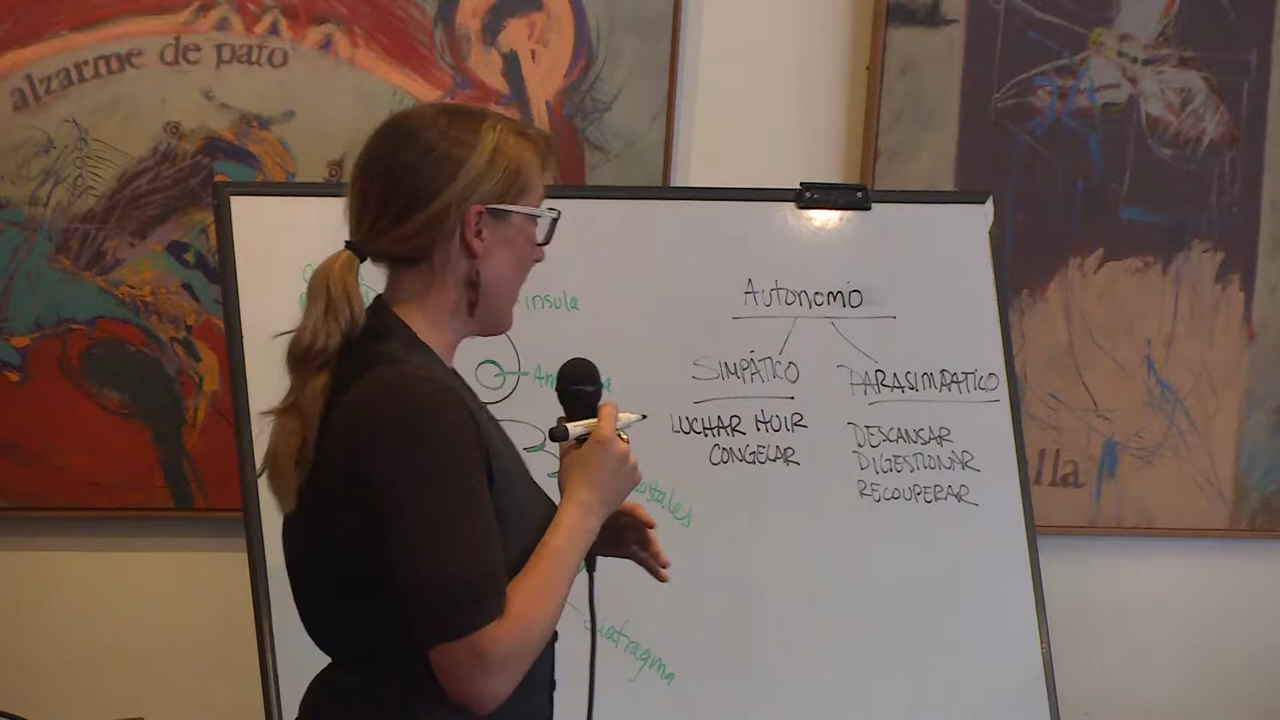 alzarme de pato
insula
Autonomo
SIMPÁTICO
LUCHAR HUIR
CONGELAR
PARASIMPATICO
DESCANSAR
DIGESTIONAR
RECOUPERAR
lla
diafragma